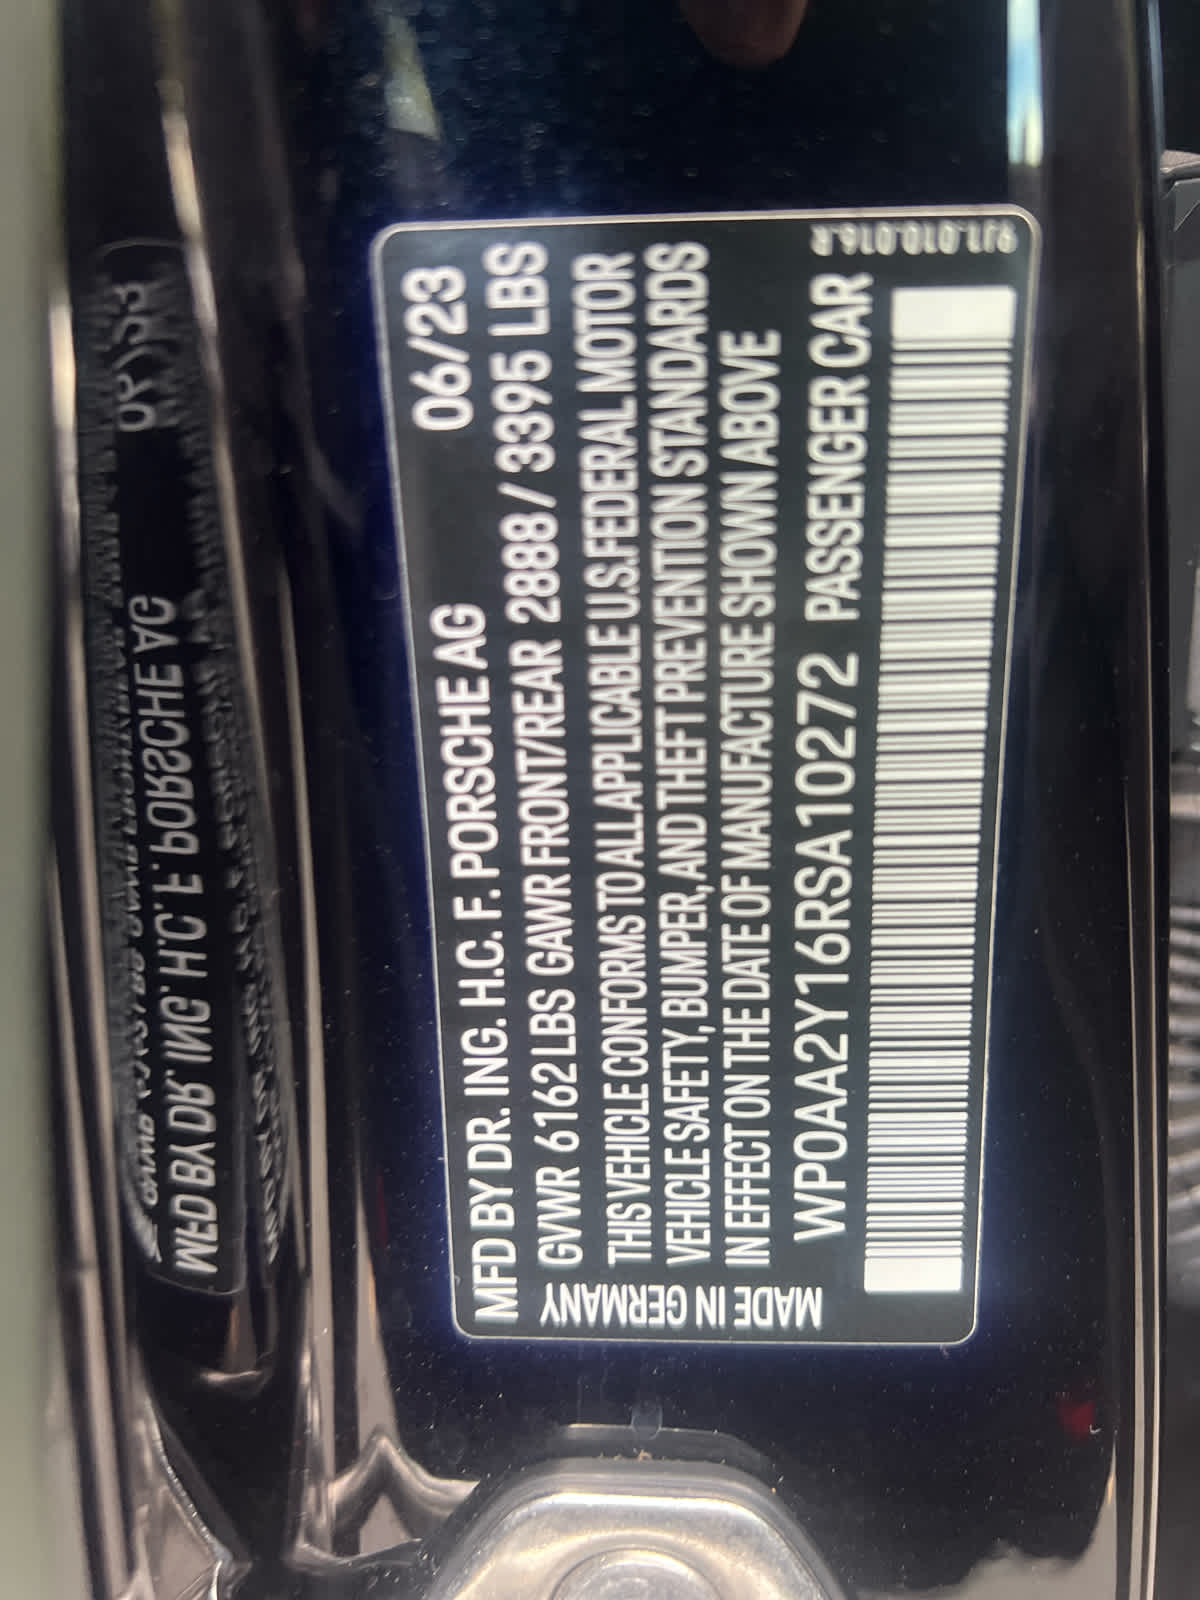 MFD BY DR. ING. H.C. F. PORSCHE AG 06/23
GVWR 6162 LBS GAWR FRONT/REAR 2888 / 3395 LBS
THIS VEHICLE CONFORMS TO ALL APPLICABLE U.S. FEDERAL MOTOR
VEHICLE SAFETY, BUMPER, AND THEFT PREVENTION STANDARDS
IN EFFECT ON THE DATE OF MANUFACTURE SHOWN ABOVE
WP0AA2Y16RSA10272 PASSENGER CAR
MADE IN GERMANY
9J1.010.016.R